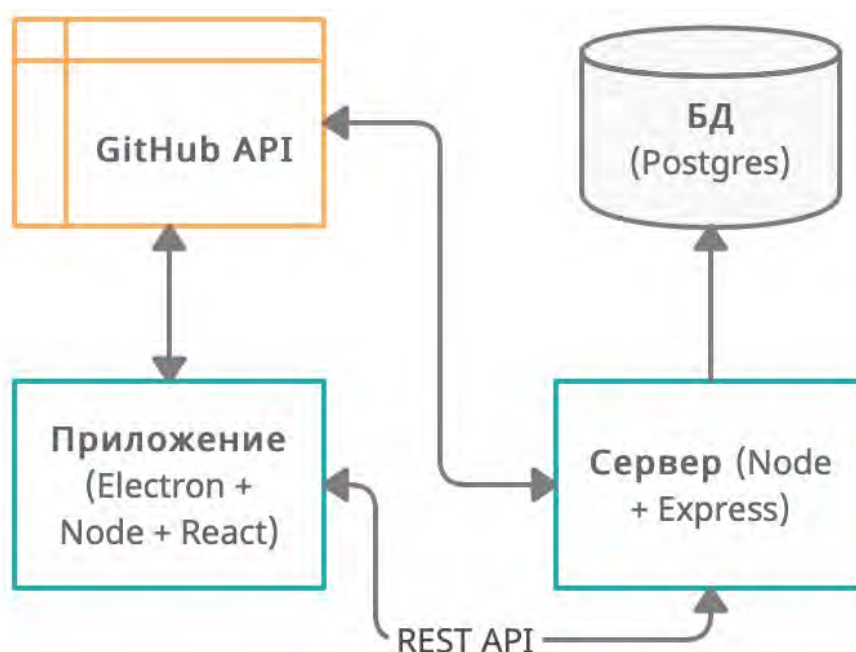 GitHub API
БД
(Postgres)
Приложение
(Electron +
Node + React)
Сервер (Node
+ Express)
REST API